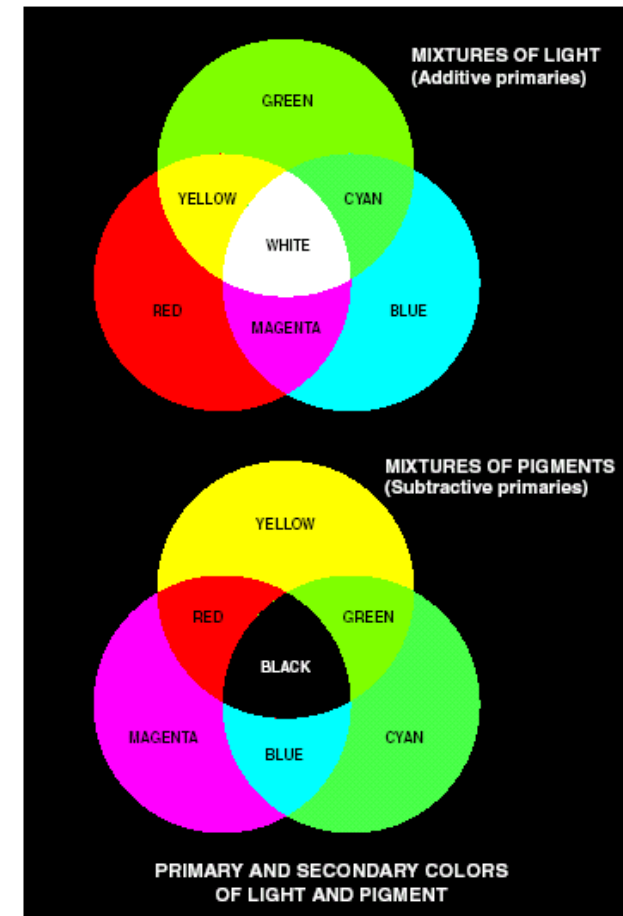 MIXTURES OF LIGHT
(Additive primaries)
GREEN
YELLOW
CYAN
WHITE
RED
BLUE
MAGENTA
MIXTURES OF PIGMENTS
(Subtractive primaries)
YELLOW
RED
GREEN
BLACK
MAGENTA
CYAN
BLUE
PRIMARY AND SECONDARY COLORS
OF LIGHT AND PIGMENT